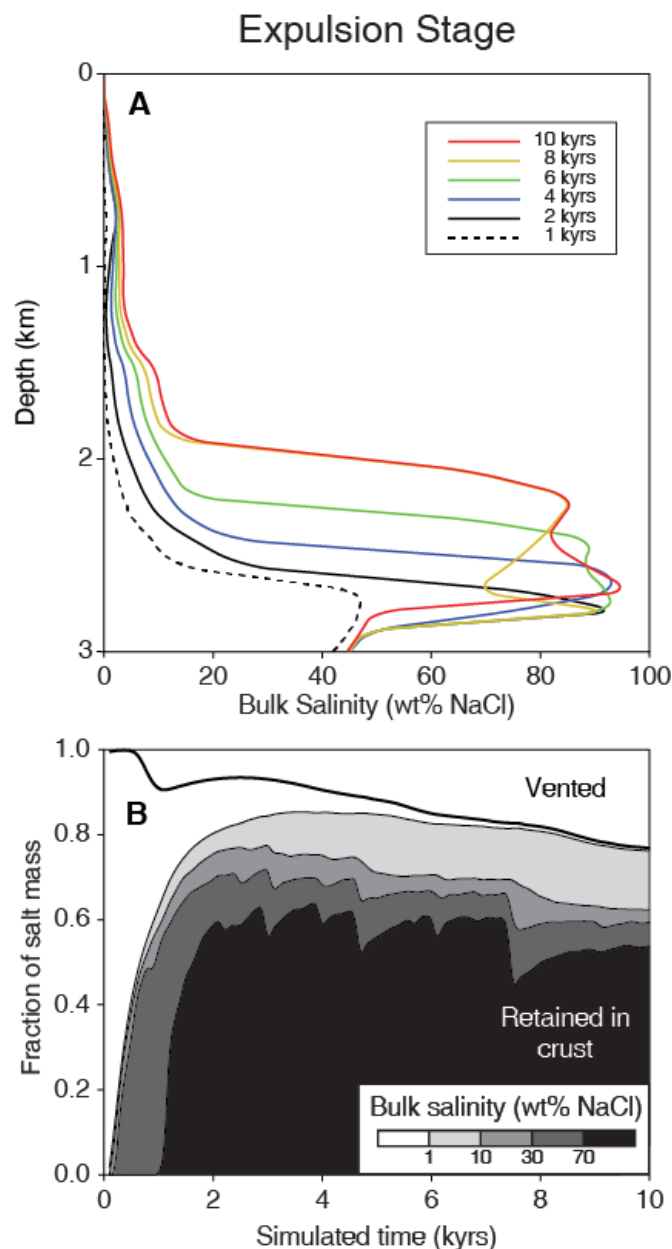 Expulsion Stage
0
A
10 kyrs
8 kyrs
6 kyrs
4 kyrs
2 kyrs
1 kyrs
1
Depth (km)
2
3
0 20 40 60 80 100
Bulk Salinity (wt% NaCl)
1.0
B
Vented
0.8
0.6
Fraction of salt mass
0.4
Retained in
crust
0.2
Bulk salinity (wt% NaCl)
1 10 30 70
0.0
0 2 4 6 8 10
Simulated time (kyrs)